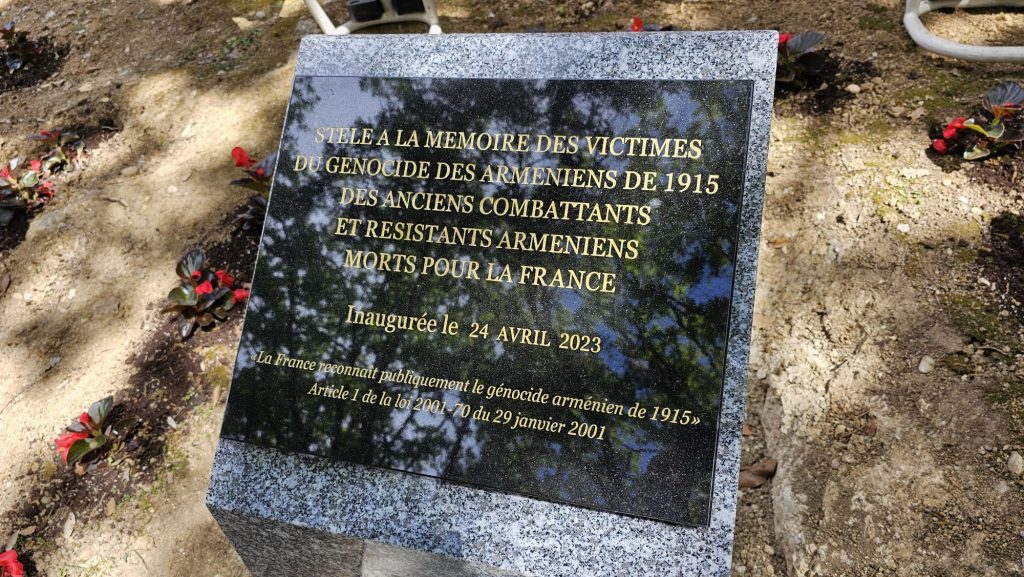 STELE A LA MEMOIRE DES VICTIMES
DU GENOCIDE DES ARMENIENS DE 1915
DES ANCIENS COMBATTANTS
ET RESISTANTS ARMENIENS
MORTS POUR LA FRANCE
Inaugurée le 24 AVRIL 2023
«La France reconnaît publiquement le génocide arménien de 1915»
Article 1 de la loi 2001-70 du 29 janvier 2001